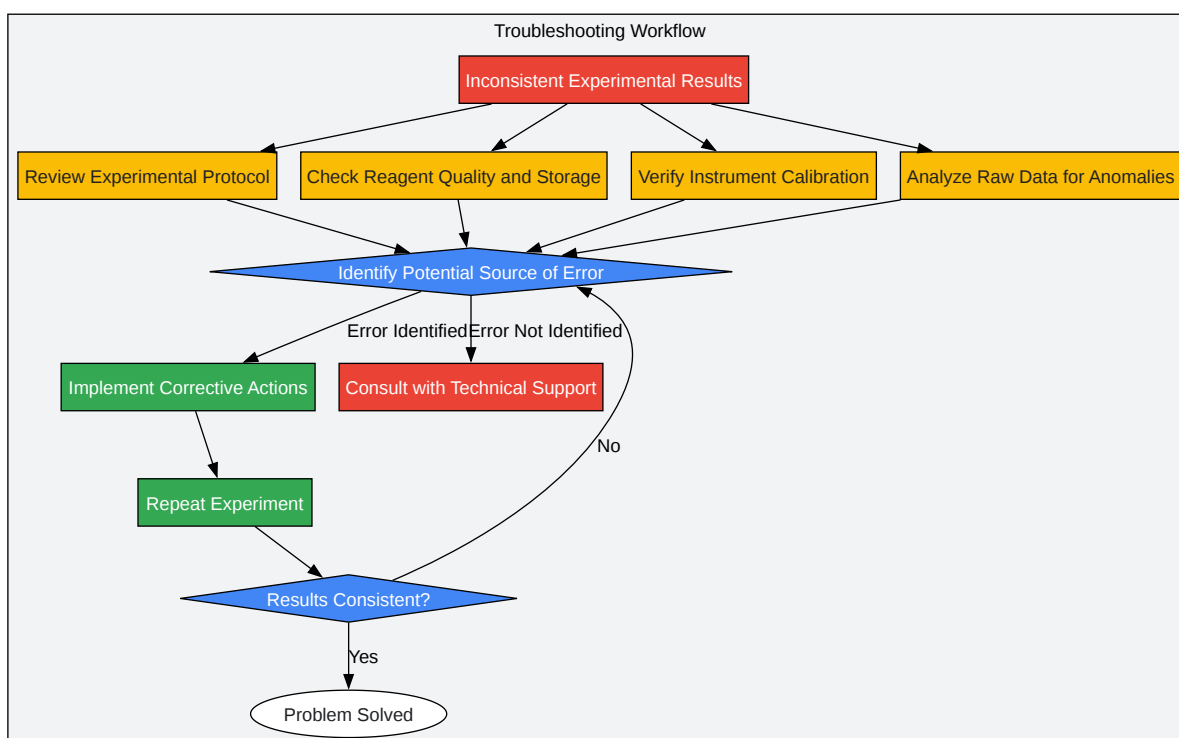 Troubleshooting Workflow
Inconsistent Experimental Results
Review Experimental Protocol
Check Reagent Quality and Storage
Verify Instrument Calibration
Analyze Raw Data for Anomalies
Identify Potential Source of Error
Error Identified
Error Not Identified
Implement Corrective Actions
Consult with Technical Support
No
Repeat Experiment
Results Consistent?
Yes
Problem Solved